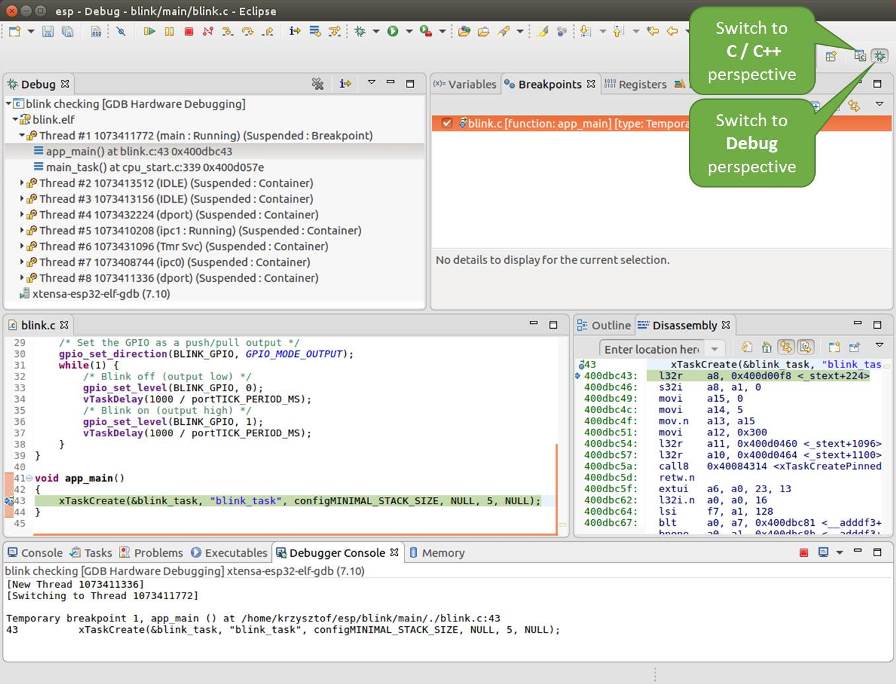 esp - Debug - blink/main/blink.c - Eclipse
Switch to
C / C++
perspective
Switch to
Debug
perspective
Debug
blink checking [GDB Hardware Debugging]
blink.elf
Thread #1 1073411772 (main : Running) (Suspended : Breakpoint)
app_main() at blink.c:43 0x400dbc43
main_task() at cpu_start.c:339 0x400d057e
Thread #2 1073413512 (IDLE) (Suspended : Container)
Thread #3 1073413156 (IDLE) (Suspended : Container)
Thread #4 1073432224 (dport) (Suspended : Container)
Thread #5 1073410208 (ipc1 : Running) (Suspended : Container)
Thread #6 1073431096 (Tmr Svc) (Suspended : Container)
Thread #7 1073408744 (ipc0) (Suspended : Container)
Thread #8 1073411336 (dport) (Suspended : Container)
xtensa-esp32-elf-gdb (7.10)
(x)= Variables Breakpoints Registers
blink.c [function: app_main] [type: Tempora
No details to display for the current selection.
blink.c
29 /* Set the GPIO as a push/pull output */
30 gpio_set_direction(BLINK_GPIO, GPIO_MODE_OUTPUT);
31 while(1) {
32 /* Blink off (output low) */
33 gpio_set_level(BLINK_GPIO, 0);
34 vTaskDelay(1000 / portTICK_PERIOD_MS);
35 /* Blink on (output high) */
36 gpio_set_level(BLINK_GPIO, 1);
37 vTaskDelay(1000 / portTICK_PERIOD_MS);
38 }
39 }
40
41 void app_main()
42 {
43 xTaskCreate(&blink_task, "blink_task", configMINIMAL_STACK_SIZE, NULL, 5, NULL);
44 }
45
Outline Disassembly
Enter location here
43 xTaskCreate(&blink_task, "blink_tas
400dbc43: l32r a8, 0x400d00f8 <_stext+224>
400dbc46: s32i a8, a1, 0
400dbc49: movi a15, 0
400dbc4c: movi a14, 5
400dbc4f: mov.n a13, a15
400dbc51: movi a12, 0x300
400dbc54: l32r a11, 0x400d0460 <_stext+1096>
400dbc57: l32r a10, 0x400d0464 <_stext+1100>
400dbc5a: call8 0x40084314 <xTaskCreatePinned
400dbc5d: retw.n
400dbc5f: extui a6, a0, 23, 13
400dbc62: l32i.n a0, a0, 16
400dbc64: lsi f7, a1, 128
400dbc67: blt a0, a7, 0x400dbc81 <__adddf3+
bnone a0, a1, 0x400dbc8b <__adddf3+
Console Tasks Problems Executables Debugger Console Memory
blink checking [GDB Hardware Debugging] xtensa-esp32-elf-gdb (7.10)
[New Thread 1073411336]
[Switching to Thread 1073411772]
Temporary breakpoint 1, app_main () at /home/krzysztof/esp/blink/main/./blink.c:43
43 xTaskCreate(&blink_task, "blink_task", configMINIMAL_STACK_SIZE, NULL, 5, NULL);